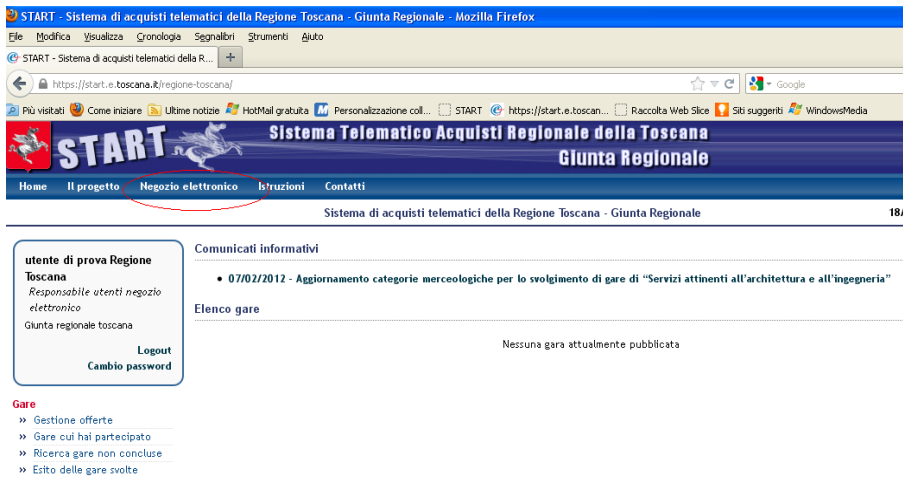 START - Sistema di acquisti telematici della Regione Toscana - Giunta Regionale - Mozilla Firefox
File Modifica Visualizza Cronologia Segnalibri Strumenti Aiuto
START - Sistema di acquisti telematici della R... +
https://start.e.toscana.it/regione-toscana/ Google
Più visitati Come iniziare Ultime notizie HotMail gratuita Personalizzazione coll... START https://start.e.toscan... Raccolta Web Slice Siti suggeriti WindowsMedia
START Sistema Telematico Acquisti Regionale della Toscana
Giunta Regionale
Home Il progetto Negozio elettronico Istruzioni Contatti
Sistema di acquisti telematici della Regione Toscana - Giunta Regionale 18/
utente di prova Regione
Toscana
Responsabile utenti negozio
elettronico
Giunta regionale toscana
Logout
Cambio password
Comunicati informativi
• 07/02/2012 - Aggiornamento categorie merceologiche per lo svolgimento di gare di “Servizi attinenti all'architettura e all'ingegneria”
Elenco gare
Nessuna gara attualmente pubblicata
Gare
» Gestione offerte
» Gare cui hai partecipato
» Ricerca gare non concluse
» Esito delle gare svolte